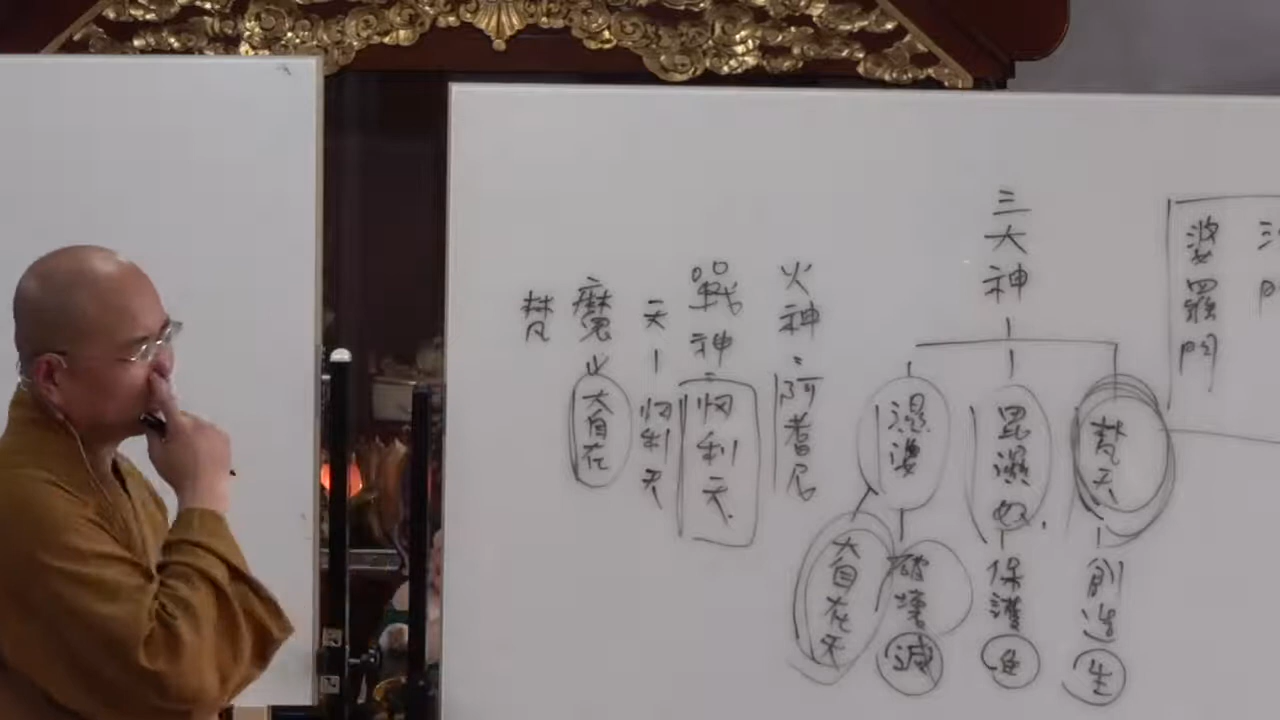 婆羅門
三大神
梵天
創造
生
毘濕奴
保護
住
濕婆
破壞
滅
大自在天
火神：阿耆尼
戰神：忉利天
天－忉利天
魔 大自在
梵